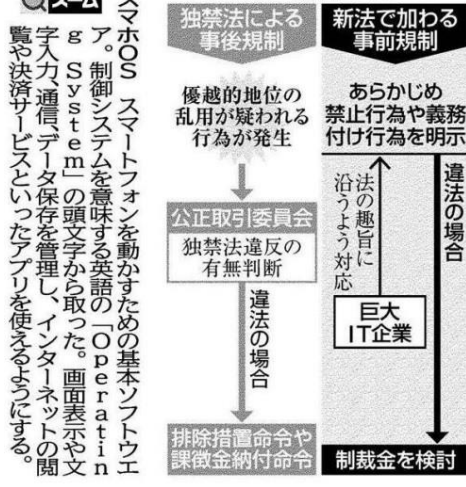 ズーム
スマホOS　スマートフォンを動かすための基本ソフトウエ
ア。制御システムを意味する英語の「Operatin
g System」の頭文字から取った。画面表示や文
字入力、通信、データ保存を管理し、インターネットの閲
覧や決済サービスといったアプリを使えるようにする。
独禁法による
事後規制
優越的地位の
乱用が疑われる
行為が発生
公正取引委員会
独禁法違反の
有無判断
違法の場合
排除措置命令や
課徴金納付命令
新法で加わる
事前規制
あらかじめ
禁止行為や義務
付け行為を明示
法の趣旨に
沿うよう対応
巨大
IT企業
違法の場合
制裁金を検討